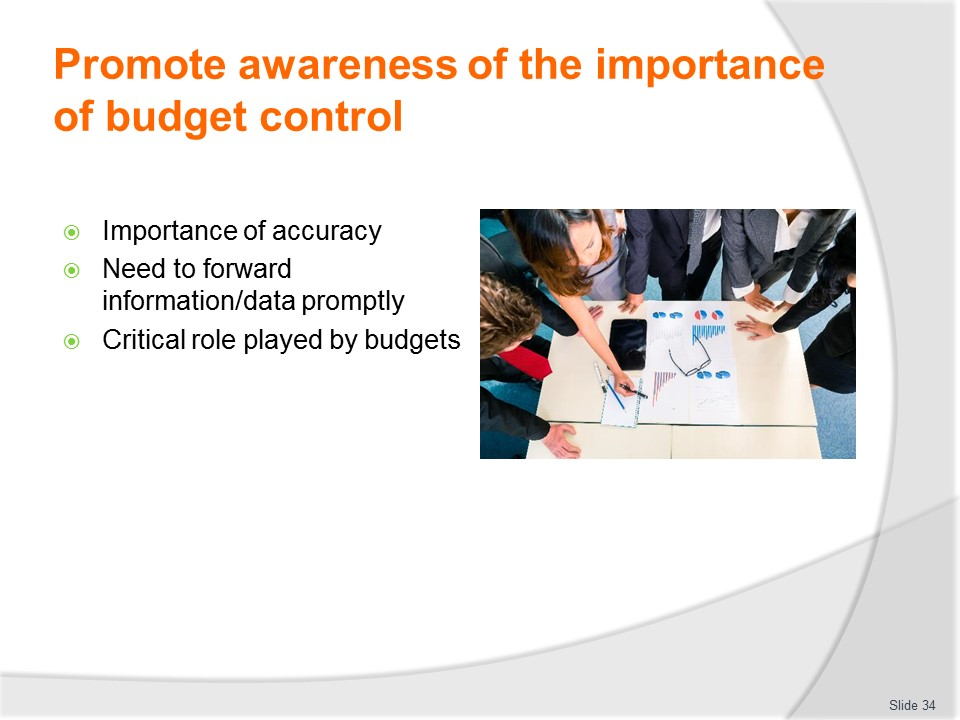 Promote awareness of the importance
of budget control
Importance of accuracy
Need to forward
information/data promptly
Critical role played by budgets
Slide 34